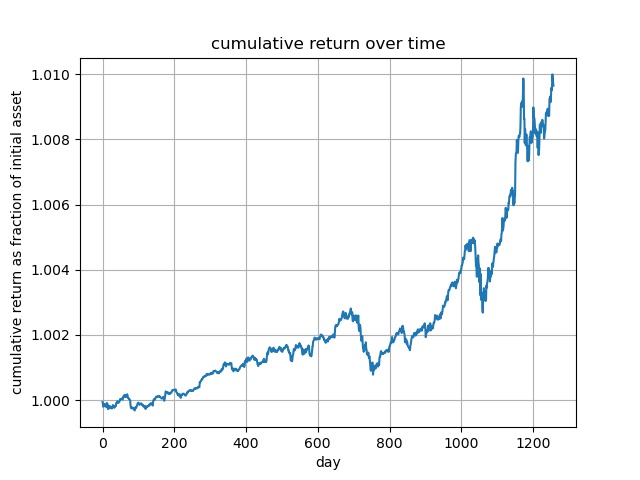 cumulative return over time
cumulative return as fraction of initial asset
1.010
1.008
1.006
1.004
1.002
1.000
0 200 400 600 800 1000 1200
day